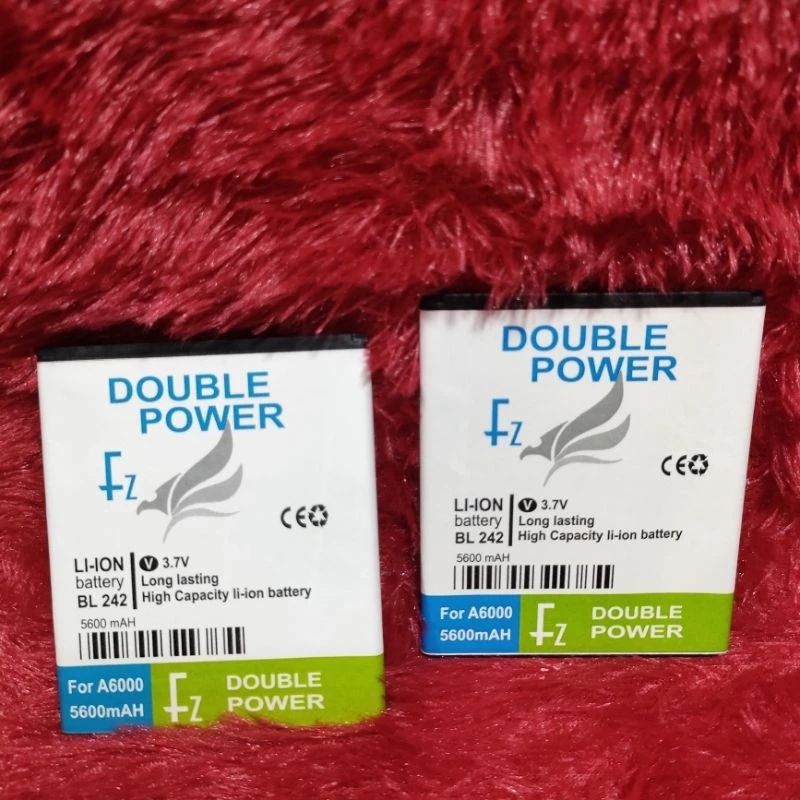 DOUBLE
POWER
Fz
CE
LI-ION
battery
BL 242
V 3.7V
Long lasting
High Capacity li-ion battery
5600 mAH
For A6000
5600mAH
Fz
DOUBLE
POWER
DOUBLE
POWER
Fz
CE
LI-ION
battery
BL 242
V 3.7V
Long lasting
High Capacity li-ion battery
5600 mAH
For A6000
5600mAH
Fz
DOUBLE
POWER